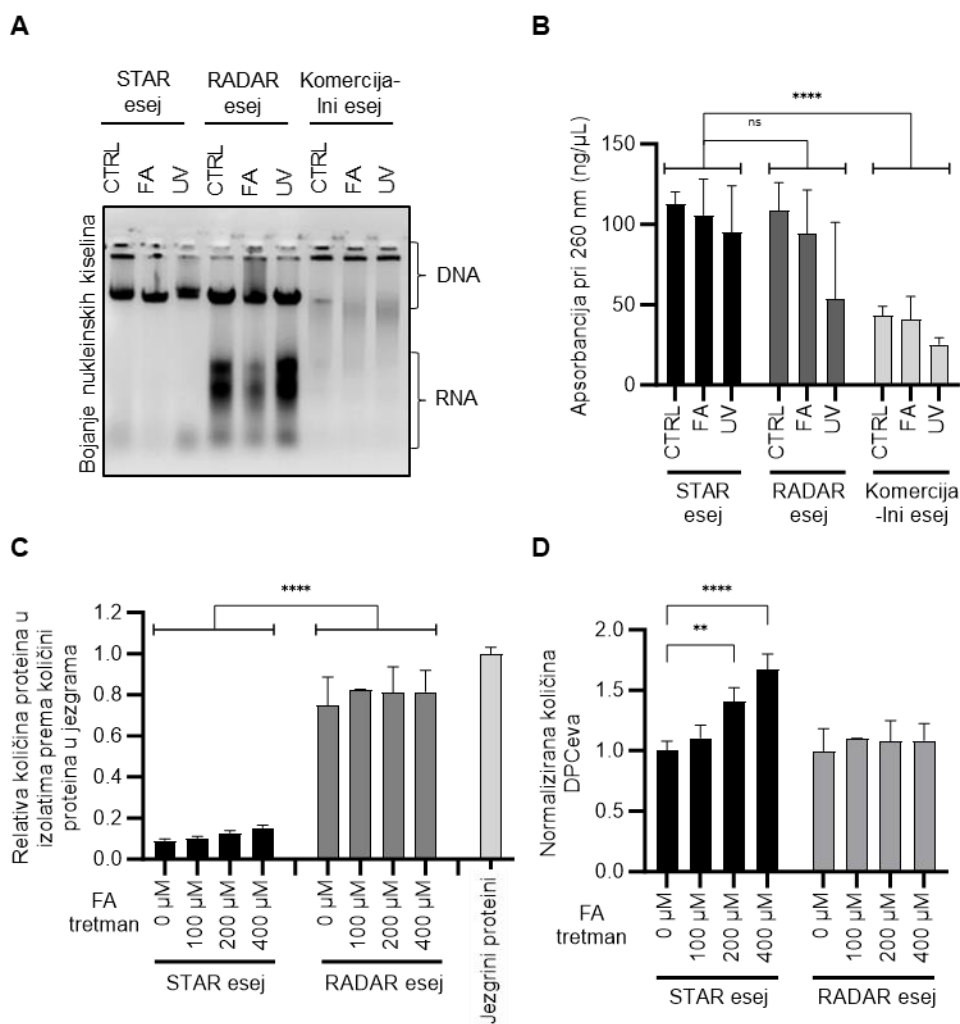 A
STAR
esej
RADAR
esej
Komercija-
lni esej
CTRL
FA
UV
CTRL
FA
UV
CTRL
FA
UV
Bojanje nukleinskih kiselina
DNA
RNA
B
****
ns
Apsorbancija pri 260 nm (ng/µL)
150
100
50
0
CTRL
FA
UV
CTRL
FA
UV
CTRL
FA
UV
STAR
esej
RADAR
esej
Komercija
-lni esej
C
****
Relativa količina proteina u
izolatima prema količini
proteina u jezgrama
1.2
1.0
0.8
0.6
0.4
0.2
0.0
FA
tretman
0 µM
100 µM
200 µM
400 µM
0 µM
100 µM
200 µM
400 µM
Jezgrini proteini
STAR esej
RADAR esej
D
****
**
Normalizirana količina
DPCeva
2.0
1.5
1.0
0.5
0.0
FA
tretman
0 µM
100 µM
200 µM
400 µM
0 µM
100 µM
200 µM
400 µM
STAR esej
RADAR esej